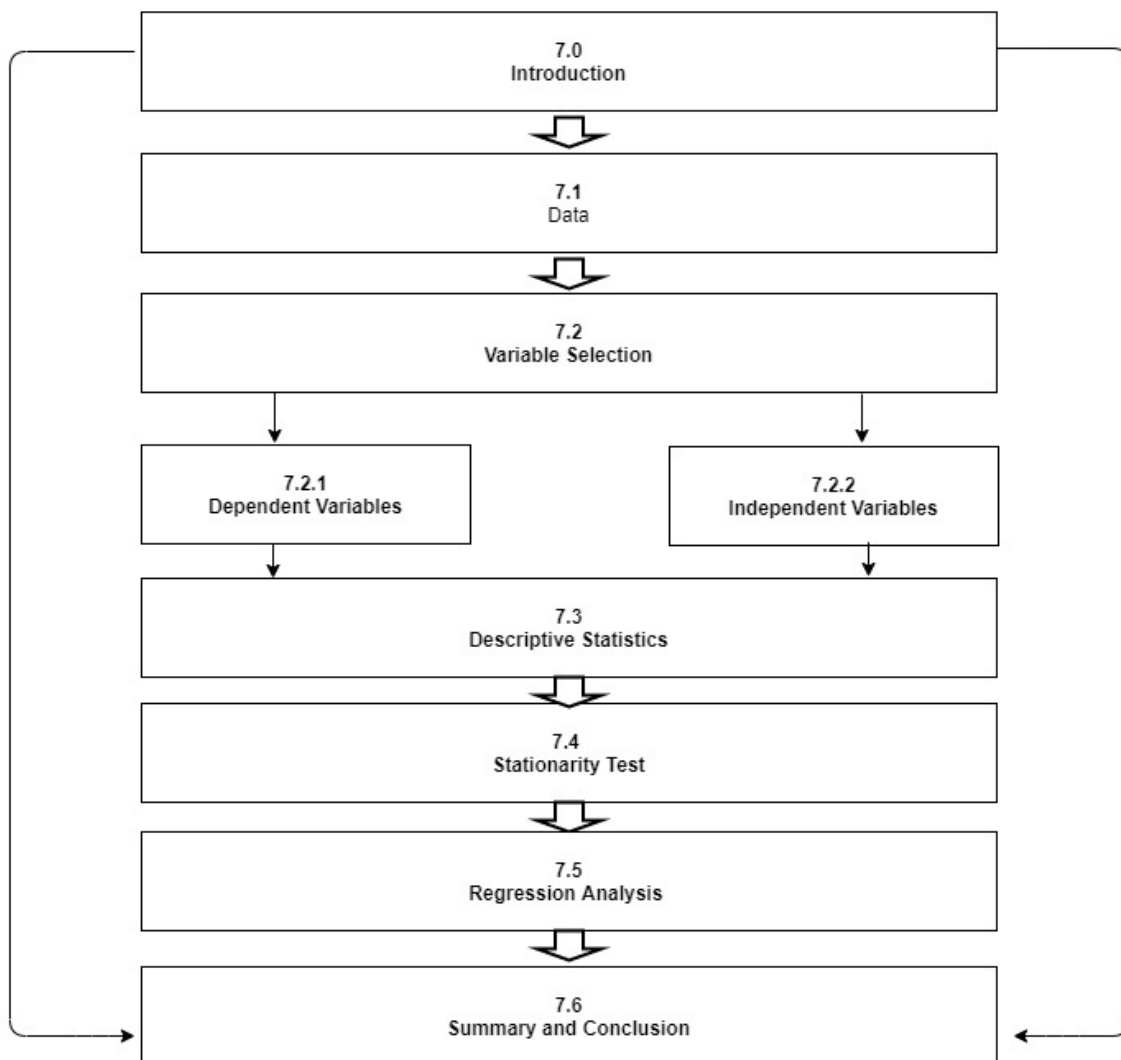 7.0
Introduction
7.1
Data
7.2
Variable Selection
7.2.1
Dependent Variables
7.2.2
Independent Variables
7.3
Descriptive Statistics
7.4
Stationarity Test
7.5
Regression Analysis
7.6
Summary and Conclusion